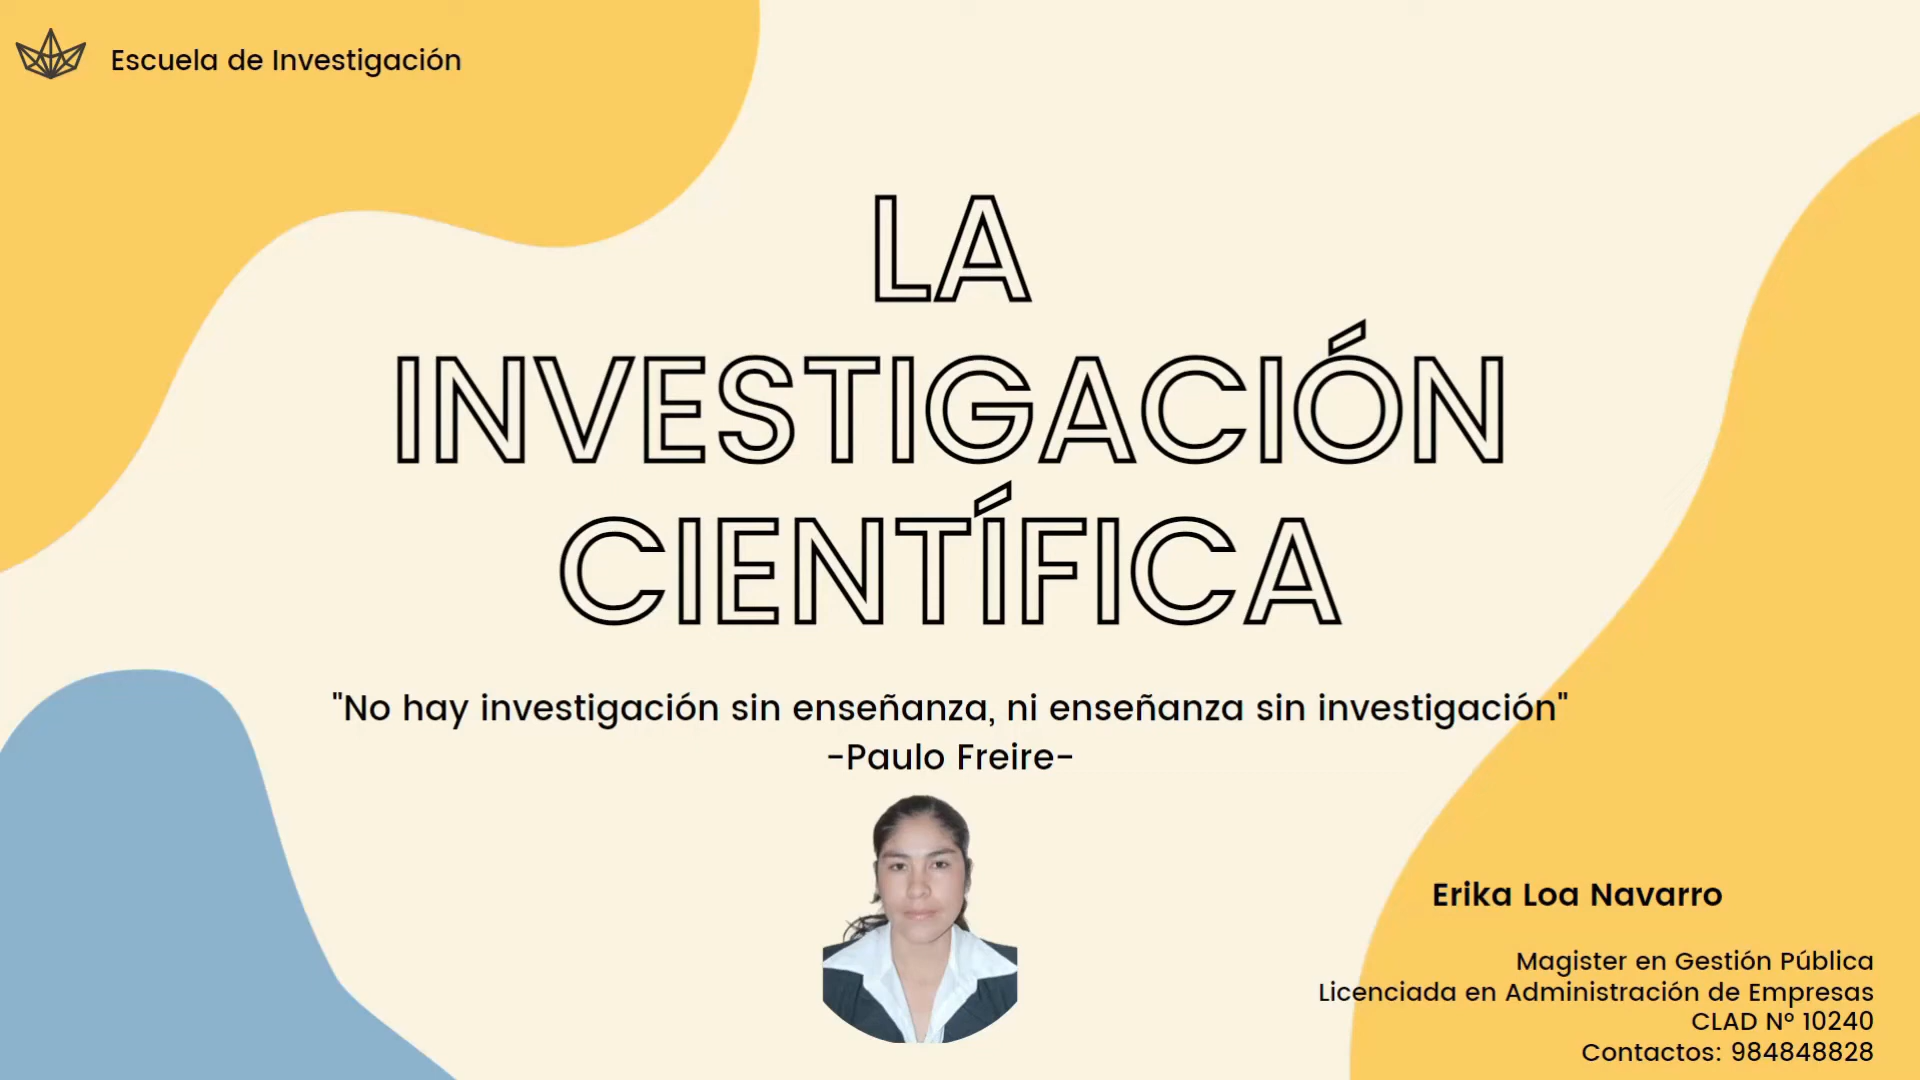 Escuela de Investigación
LA
INVESTIGACIÓN
CIENTÍFICA
"No hay investigación sin enseñanza, ni enseñanza sin investigación"
-Paulo Freire-
Erika Loa Navarro
Magister en Gestión Pública
Licenciada en Administración de Empresas
CLAD Nº 10240
Contactos: 984848828